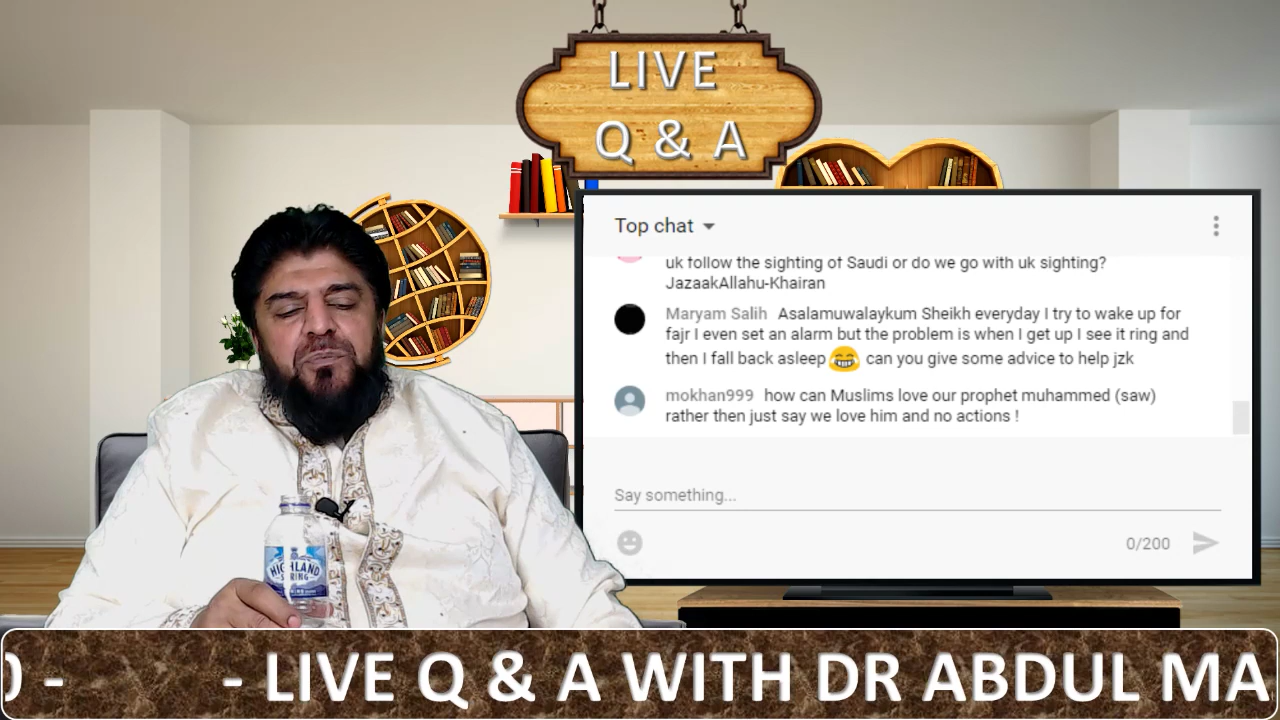 LIVE
Q & A
Top chat
uk follow the sighting of Saudi or do we go with uk sighting?
JazaakAllahu-Khairan
Maryam Salih Asalamuwalaykum Sheikh everyday I try to wake up for
fajr I even set an alarm but the problem is when I get up I see it ring and
then I fall back asleep 😂 can you give some advice to help jzk
mokhan999 how can Muslims love our prophet muhammed (saw)
rather then just say we love him and no actions !
Say something...
0/200
HIGHLAND
SPRING
- - LIVE Q & A WITH DR ABDUL MA